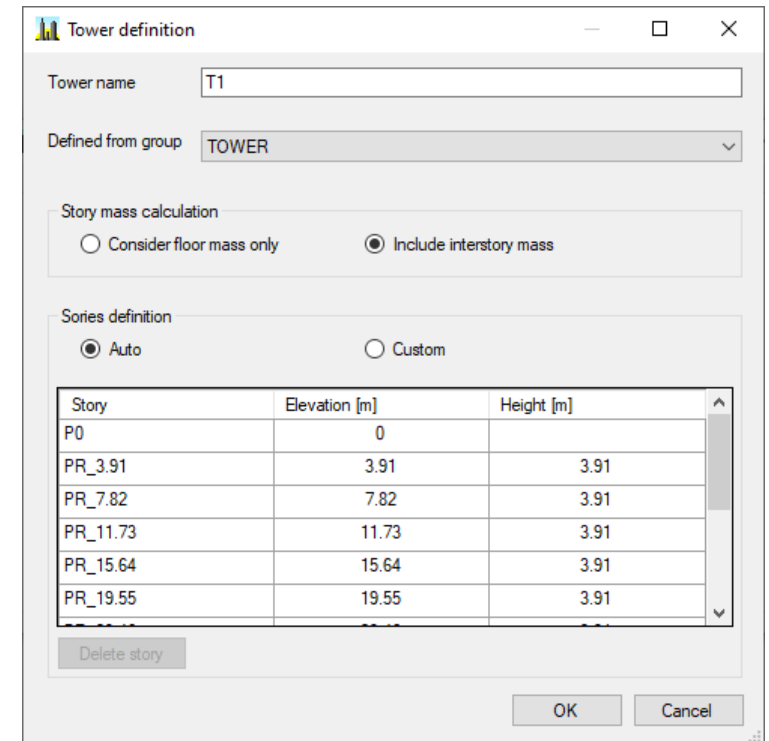 Tower definition
Tower name T1
Defined from group TOWER
Story mass calculation
Consider floor mass only Include interstory mass
Sories definition
Auto Custom
Story Elevation [m] Height [m]
P0 0
PR_3.91 3.91 3.91
PR_7.82 7.82 3.91
PR_11.73 11.73 3.91
PR_15.64 15.64 3.91
PR_19.55 19.55 3.91
Delete story
OK Cancel